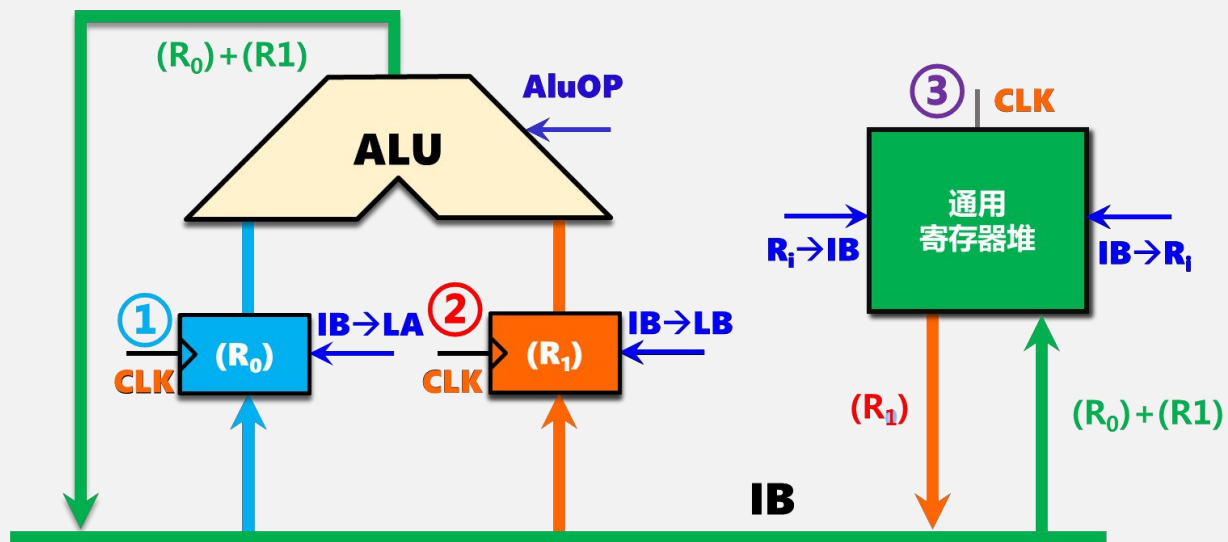 (R₀)+(R1)
AluOP
ALU
③
CLK
通用
寄存器堆
Rᵢ→IB
IB→Rᵢ
①
IB→LA
(R₀)
CLK
②
IB→LB
(R₁)
CLK
(R₁)
(R₀)+(R1)
IB